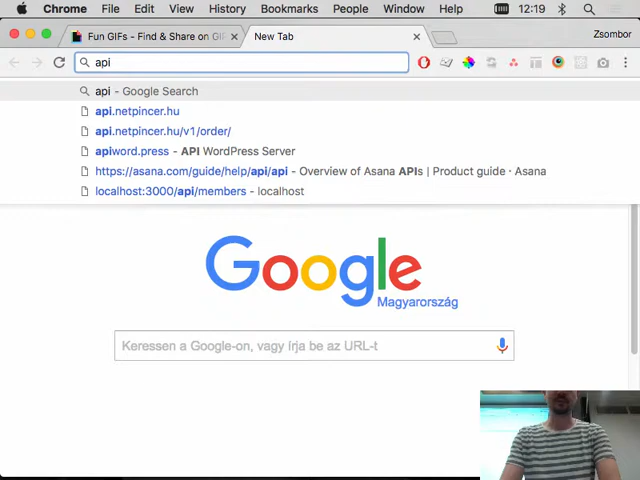 Chrome File Edit View History Bookmarks People Window Help 12:19
Fun GIFs - Find & Share on GIP New Tab Zsombor
api
api - Google Search
api.netpincer.hu
api.netpincer.hu/v1/order/
apiword.press - API WordPress Server
https://asana.com/guide/help/api/api - Overview of Asana APIs | Product guide · Asana
localhost:3000/api/members - localhost
Google
Magyarország
Keressen a Google-on, vagy írja be az URL-t